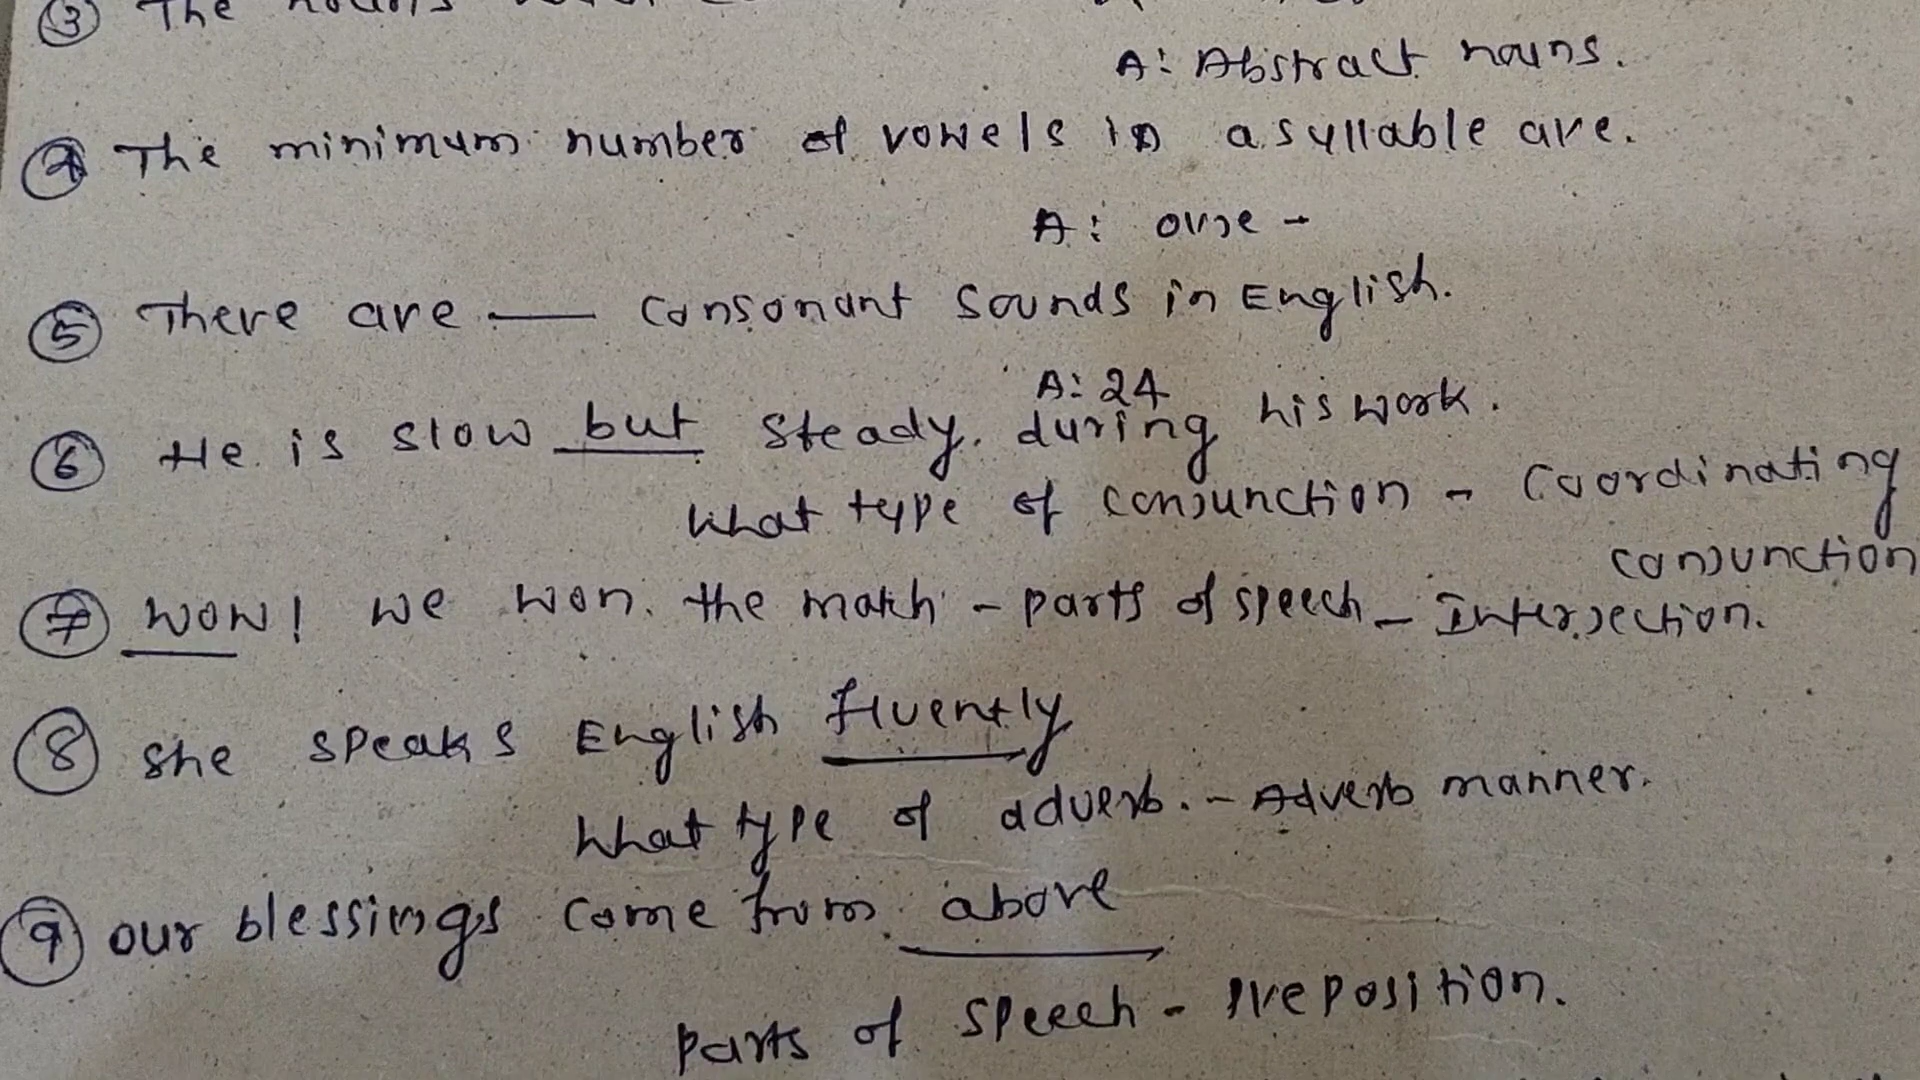 ③ The
A: Abstract nouns.
④ The minimum number of vowels in a syllable are.
A: one -
⑤ There are —— consonant sounds in English.
A: 24
⑥ He is slow but steady. during his work.
What type of conjunction - Coordinating
conjunction
⑦ WOW! we won. the match - parts of speech - Interjection.
⑧ She speaks English fluently
What type of adverb. - Adverb manner.
⑨ our blessings come from above
parts of speech - preposition.